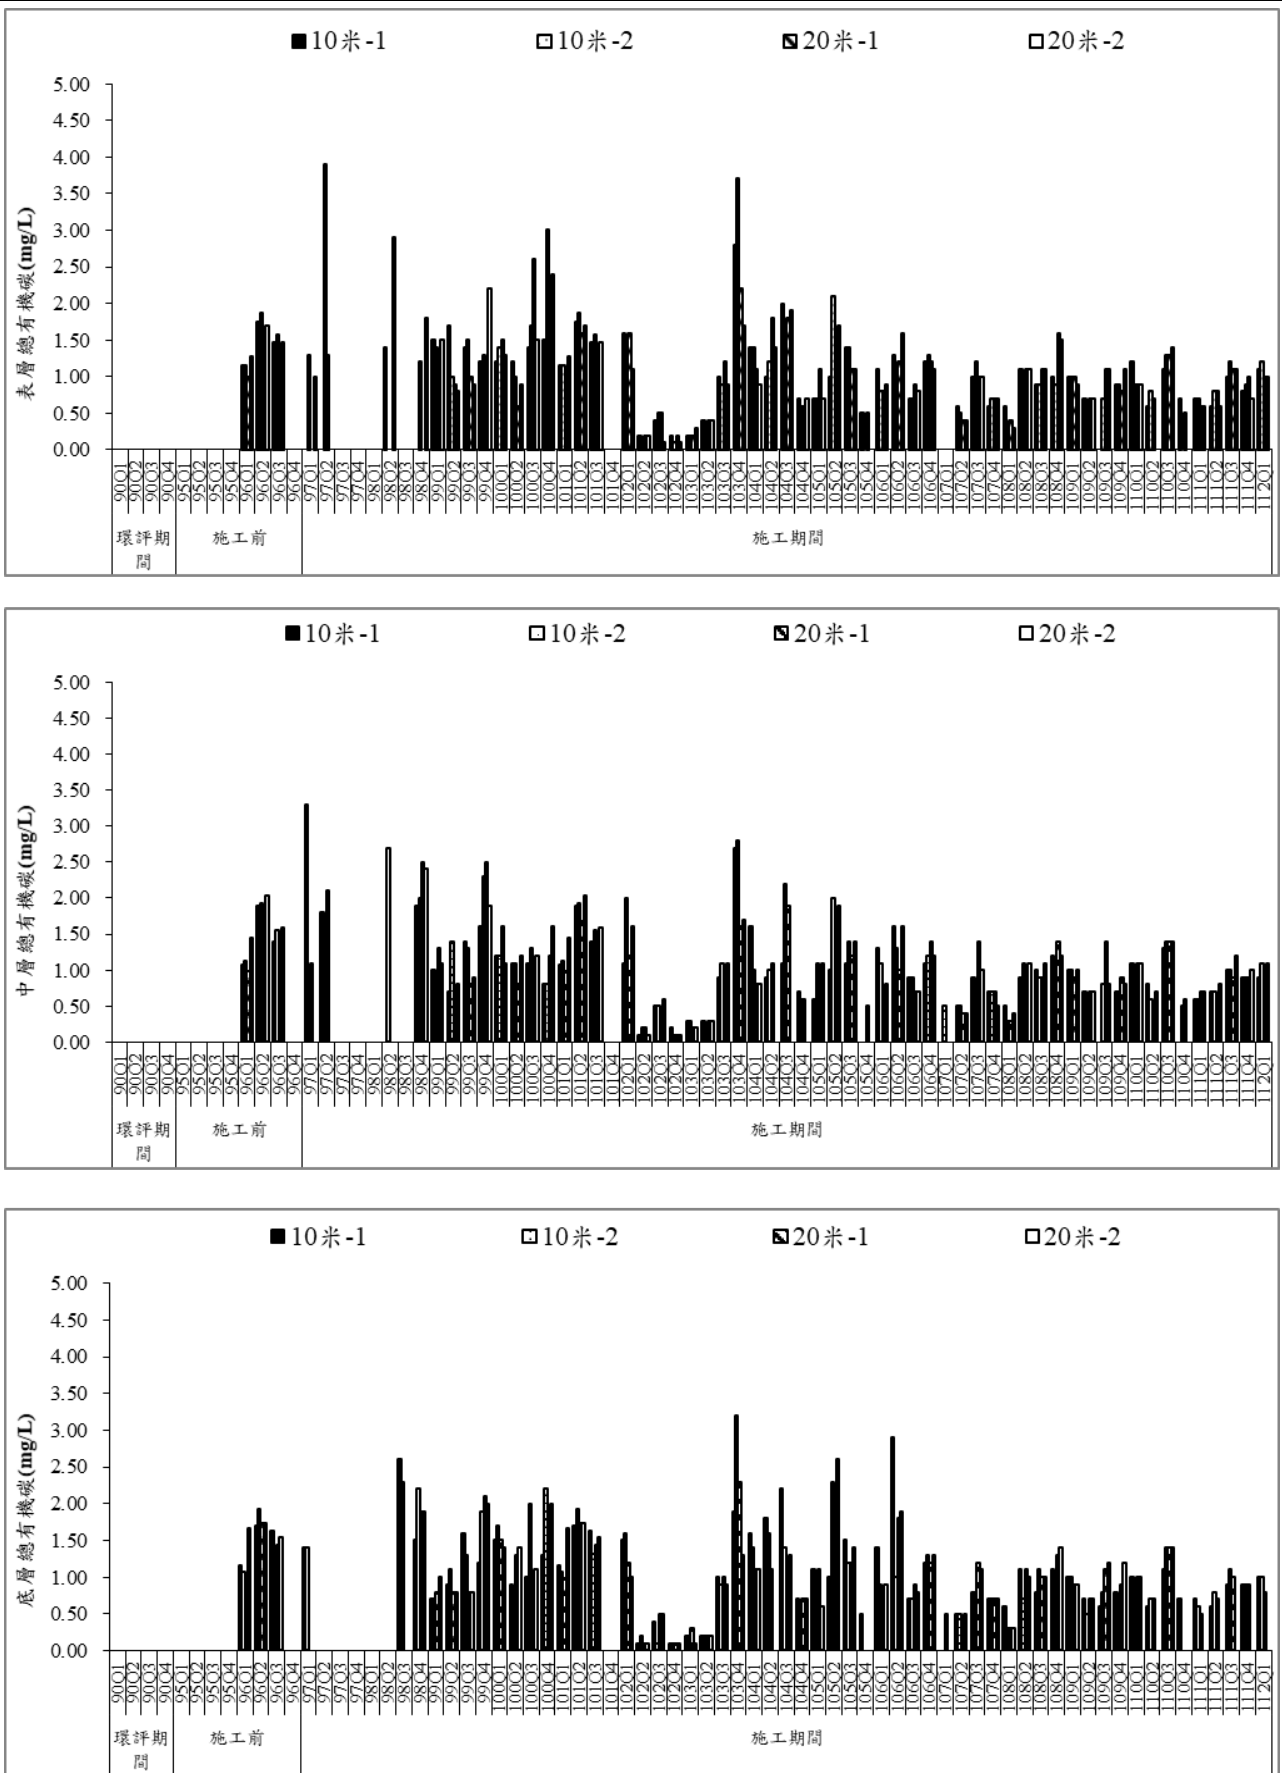 10米-1 10米-2 20米-1 20米-2
表層總有機碳(mg/L)
5.00
4.50
4.00
3.50
3.00
2.50
2.00
1.50
1.00
0.50
0.00
90Q1 90Q2 90Q3 90Q4 95Q1 95Q2 95Q3 95Q4 96Q1 96Q2 96Q3 96Q4 97Q1 97Q2 97Q3 97Q4 98Q1 98Q2 98Q3 98Q4 99Q1 99Q2 99Q3 99Q4 100Q1 100Q2 100Q3 100Q4 101Q1 101Q2 101Q3 101Q4 102Q1 102Q2 102Q3 102Q4 103Q1 103Q2 103Q3 103Q4 104Q1 104Q2 104Q3 104Q4 105Q1 105Q2 105Q3 105Q4 106Q1 106Q2 106Q3 106Q4 107Q1 107Q2 107Q3 107Q4 108Q1 108Q2 108Q3 108Q4 109Q1 109Q2 109Q3 109Q4 110Q1 110Q2 110Q3 110Q4 111Q1 111Q2 111Q3 111Q4 112Q1
環評期 施工前 施工期間
間
10米-1 10米-2 20米-1 20米-2
中層總有機碳(mg/L)
5.00
4.50
4.00
3.50
3.00
2.50
2.00
1.50
1.00
0.50
0.00
90Q1 90Q2 90Q3 90Q4 95Q1 95Q2 95Q3 95Q4 96Q1 96Q2 96Q3 96Q4 97Q1 97Q2 97Q3 97Q4 98Q1 98Q2 98Q3 98Q4 99Q1 99Q2 99Q3 99Q4 100Q1 100Q2 100Q3 100Q4 101Q1 101Q2 101Q3 101Q4 102Q1 102Q2 102Q3 102Q4 103Q1 103Q2 103Q3 103Q4 104Q1 104Q2 104Q3 104Q4 105Q1 105Q2 105Q3 105Q4 106Q1 106Q2 106Q3 106Q4 107Q1 107Q2 107Q3 107Q4 108Q1 108Q2 108Q3 108Q4 109Q1 109Q2 109Q3 109Q4 110Q1 110Q2 110Q3 110Q4 111Q1 111Q2 111Q3 111Q4 112Q1
環評期 施工前 施工期間
間
10米-1 10米-2 20米-1 20米-2
底層總有機碳(mg/L)
5.00
4.50
4.00
3.50
3.00
2.50
2.00
1.50
1.00
0.50
0.00
90Q1 90Q2 90Q3 90Q4 95Q1 95Q2 95Q3 95Q4 96Q1 96Q2 96Q3 96Q4 97Q1 97Q2 97Q3 97Q4 98Q1 98Q2 98Q3 98Q4 99Q1 99Q2 99Q3 99Q4 100Q1 100Q2 100Q3 100Q4 101Q1 101Q2 101Q3 101Q4 102Q1 102Q2 102Q3 102Q4 103Q1 103Q2 103Q3 103Q4 104Q1 104Q2 104Q3 104Q4 105Q1 105Q2 105Q3 105Q4 106Q1 106Q2 106Q3 106Q4 107Q1 107Q2 107Q3 107Q4 108Q1 108Q2 108Q3 108Q4 109Q1 109Q2 109Q3 109Q4 110Q1 110Q2 110Q3 110Q4 111Q1 111Q2 111Q3 111Q4 112Q1
環評期 施工前 施工期間
間